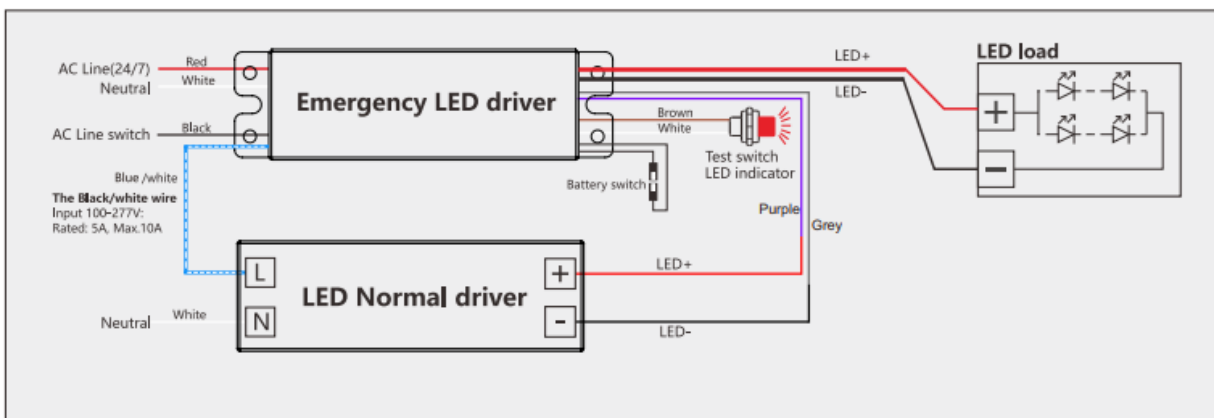 AC Line(24/7)
Red
Neutral
White
AC Line switch
Black
Emergency LED driver
LED+
LED-
LED load
+
-
Brown
White
Test switch
LED indicator
Battery switch
Blue /white
The Black/white wire
Input 100-277V:
Rated: 5A, Max.10A
Purple
Grey
L
N
LED Normal driver
+
-
LED+
LED-
Neutral
White